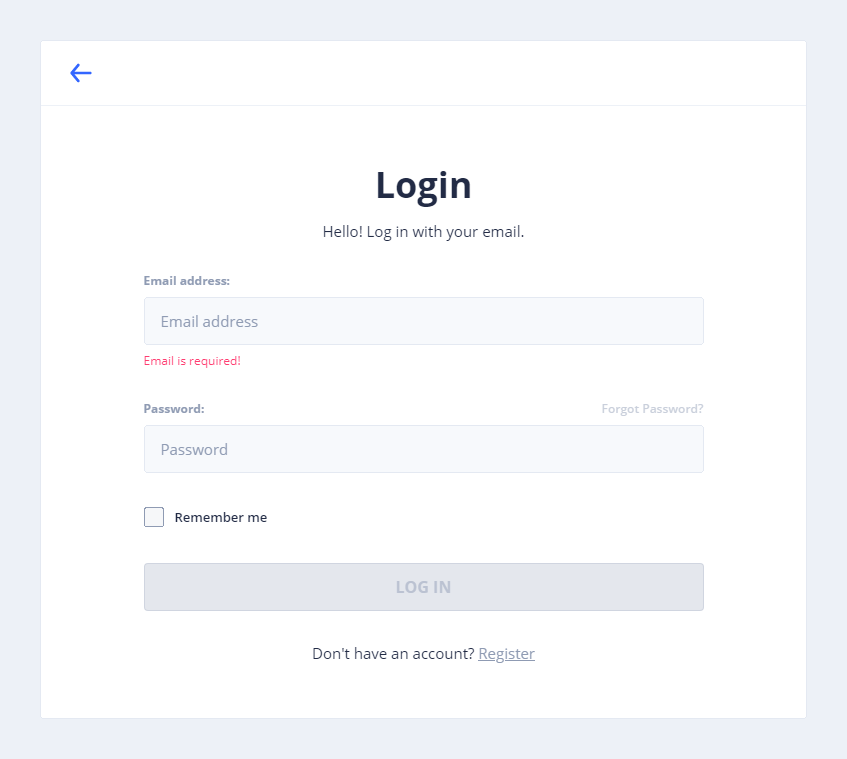 Login
Hello! Log in with your email.
Email address:
Email address
Email is required!
Password: Forgot Password?
Password
Remember me
LOG IN
Don't have an account? Register